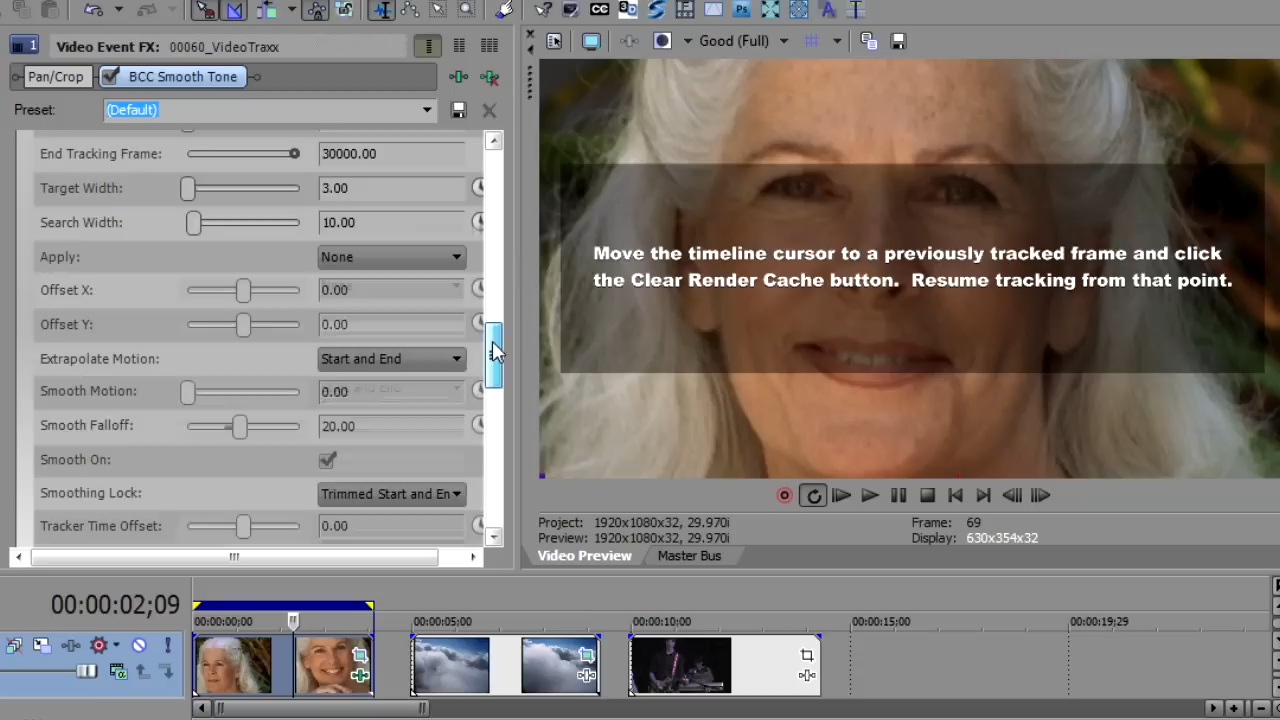 CC
3D
Ps
A
T
1
Video Event FX: 00060_VideoTraxx
Good (Full)
Pan/Crop
BCC Smooth Tone
Preset: (Default)
End Tracking Frame: 30000.00
Target Width: 3.00
Search Width: 10.00
Apply: None
Offset X: 0.00
Offset Y: 0.00
Extrapolate Motion: Start and End
Smooth Motion: 0.00
Smooth Falloff: 20.00
Smooth On:
Smoothing Lock: Trimmed Start and En
Tracker Time Offset: 0.00
Move the timeline cursor to a previously tracked frame and click
the Clear Render Cache button. Resume tracking from that point.
Project: 1920x1080x32, 29.970i
Frame: 69
Preview: 1920x1080x32, 29.970i
Display: 630x354x32
Video Preview
Master Bus
00:00:02;09
00:00:00;00
00:00:05;00
00:00:10;00
00:00:15;00
00:00:19;29